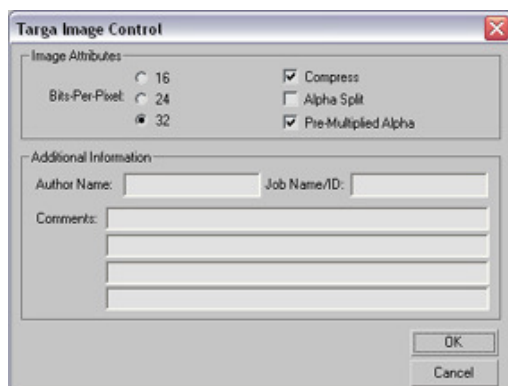 Targa Image Control
Image Attributes
Bits-Per-Pixel:
16
24
32
Compress
Alpha Split
Pre-Multiplied Alpha
Additional Information
Author Name:
Job Name/ID:
Comments:
OK
Cancel